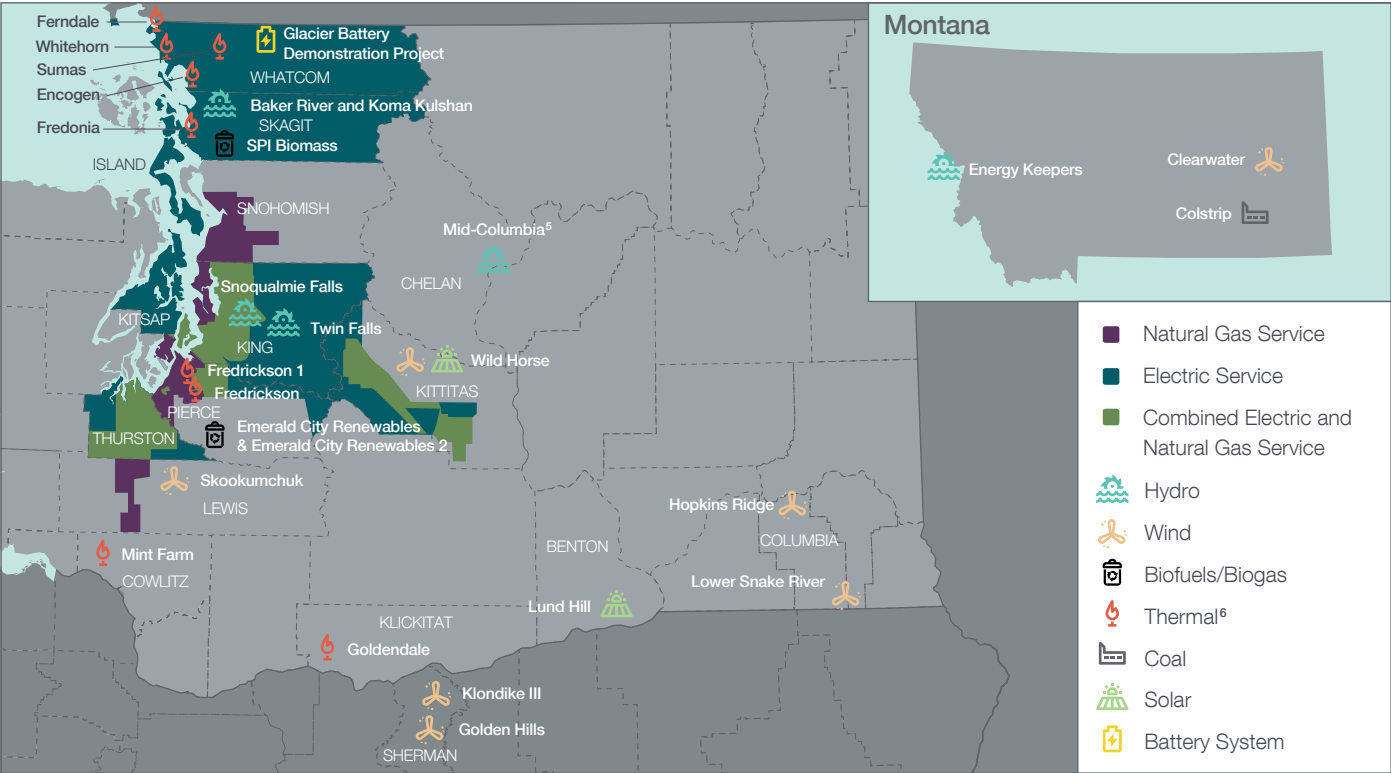 Ferndale
Whitehorn
Sumas
Encogen
Fredonia
Glacier Battery
Demonstration Project
WHATCOM
Baker River and Koma Kulshan
SKAGIT
SPI Biomass
ISLAND
SNOHOMISH
Mid-Columbia⁵
CHELAN
Snoqualmie Falls
KITSAP
Twin Falls
KING
Wild Horse
Fredrickson 1
KITTITAS
Fredrickson
PIERCE
Emerald City Renewables
& Emerald City Renewables 2
THURSTON
Skookumchuk
LEWIS
Hopkins Ridge
COLUMBIA
BENTON
Mint Farm
COWLITZ
Lower Snake River
Lund Hill
KLICKITAT
Goldendale
Klondike III
Golden Hills
SHERMAN
Montana
Energy Keepers
Clearwater
Colstrip
Natural Gas Service
Electric Service
Combined Electric and
Natural Gas Service
Hydro
Wind
Biofuels/Biogas
Thermal⁶
Coal
Solar
Battery System